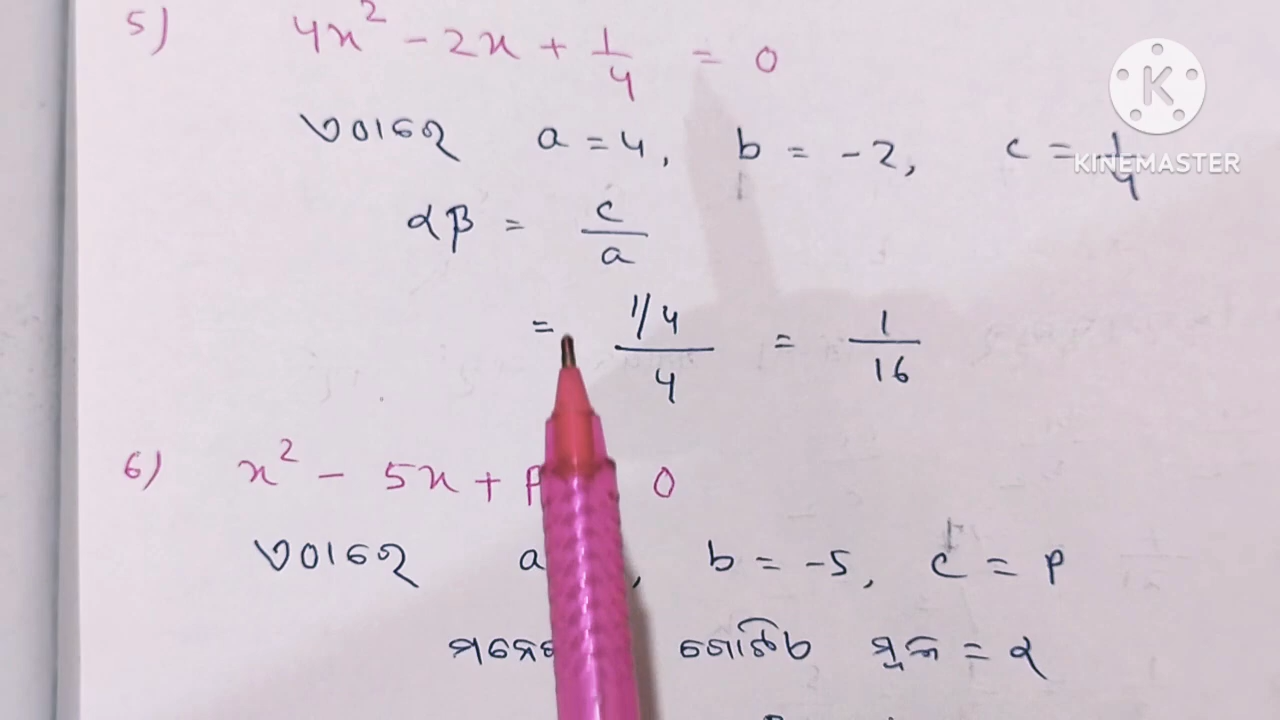 5) 4x² - 2x + 1/4 = 0
ଏଠାରେ a = 4, b = -2, c = 1/4
KINEMASTER
αβ = c/a
= 1/4 / 4 = 1/16
6) x² - 5x + p 0
ଏଠାରେ a , b = -5, c = p
ଗୋଟିଏ ମୂଳ = α